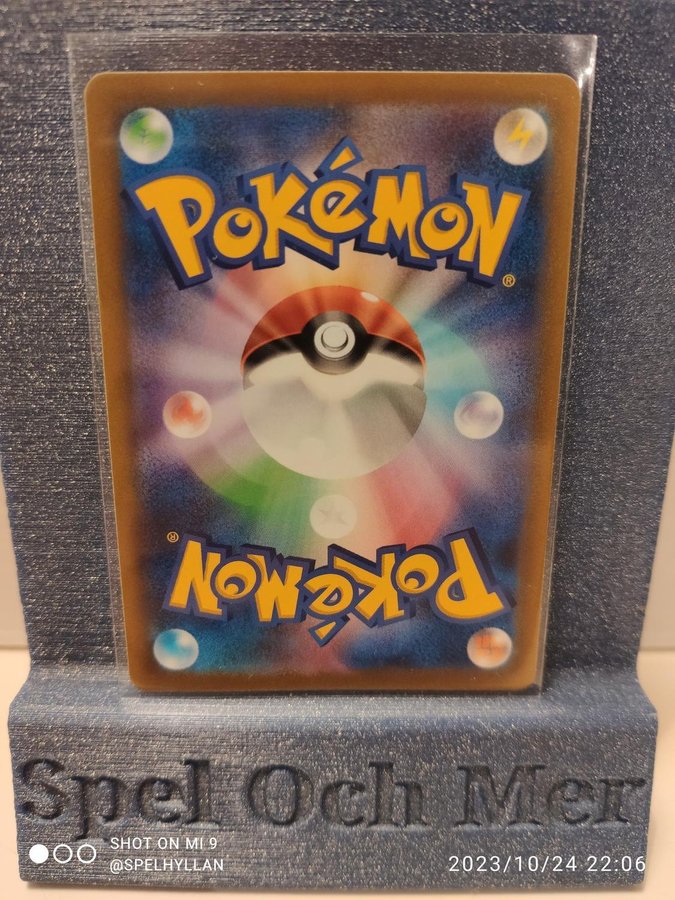 POKéMON
®
®
POKéMON
Spel Och Mer
SHOT ON MI 9
@SPELHYLLAN
2023/10/24 22:06